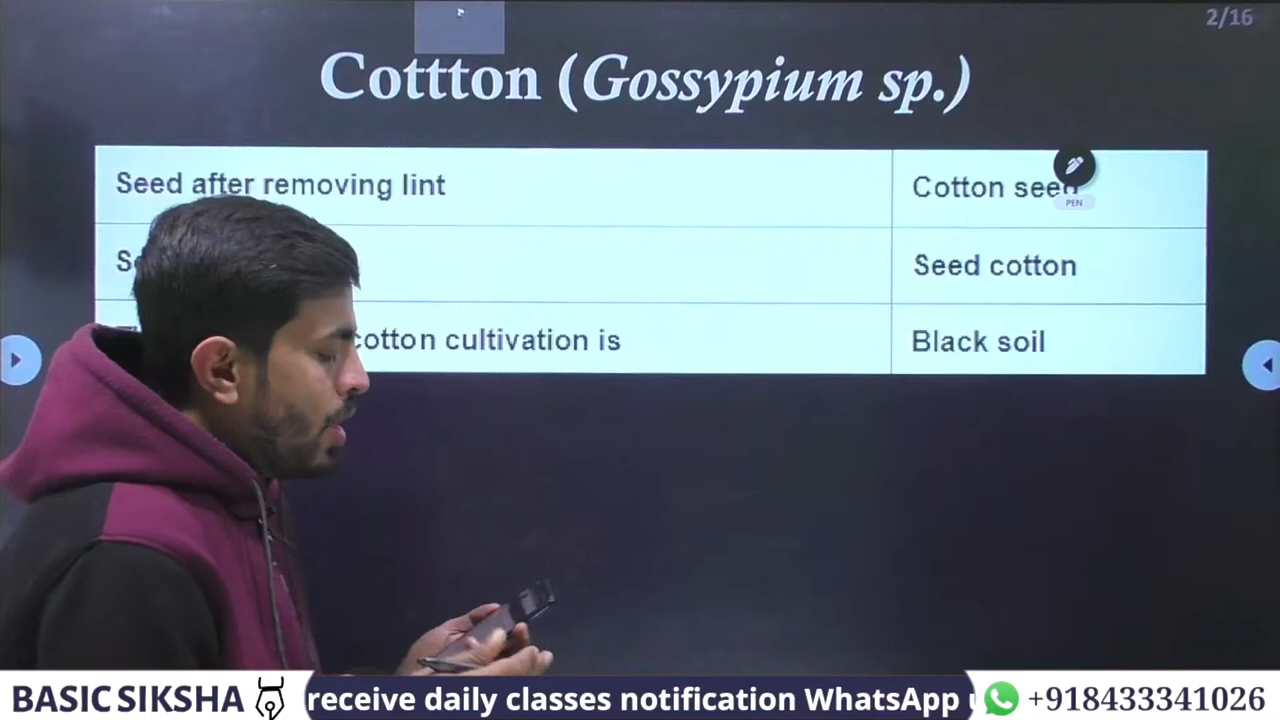 2/16
Cottton (Gossypium sp.)
Seed after removing lint
Cotton seed
PEN
Seed cotton
cotton cultivation is
Black soil
BASIC SIKSHA
receive daily classes notification WhatsApp
+918433341026